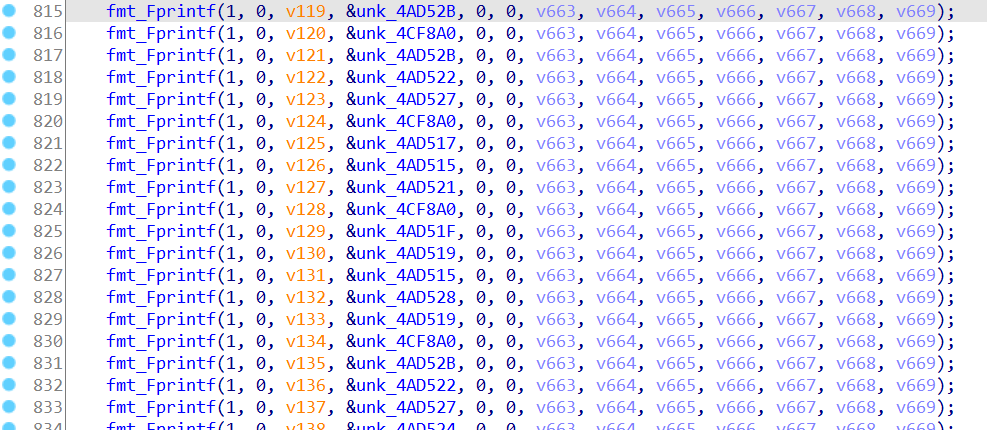 815 fmt_Fprintf(1, 0, v119, &unk_4AD52B, 0, 0, v663, v664, v665, v666, v667, v668, v669);
816 fmt_Fprintf(1, 0, v120, &unk_4CF8A0, 0, 0, v663, v664, v665, v666, v667, v668, v669);
817 fmt_Fprintf(1, 0, v121, &unk_4AD52B, 0, 0, v663, v664, v665, v666, v667, v668, v669);
818 fmt_Fprintf(1, 0, v122, &unk_4AD522, 0, 0, v663, v664, v665, v666, v667, v668, v669);
819 fmt_Fprintf(1, 0, v123, &unk_4AD527, 0, 0, v663, v664, v665, v666, v667, v668, v669);
820 fmt_Fprintf(1, 0, v124, &unk_4CF8A0, 0, 0, v663, v664, v665, v666, v667, v668, v669);
821 fmt_Fprintf(1, 0, v125, &unk_4AD517, 0, 0, v663, v664, v665, v666, v667, v668, v669);
822 fmt_Fprintf(1, 0, v126, &unk_4AD515, 0, 0, v663, v664, v665, v666, v667, v668, v669);
823 fmt_Fprintf(1, 0, v127, &unk_4AD521, 0, 0, v663, v664, v665, v666, v667, v668, v669);
824 fmt_Fprintf(1, 0, v128, &unk_4CF8A0, 0, 0, v663, v664, v665, v666, v667, v668, v669);
825 fmt_Fprintf(1, 0, v129, &unk_4AD51F, 0, 0, v663, v664, v665, v666, v667, v668, v669);
826 fmt_Fprintf(1, 0, v130, &unk_4AD519, 0, 0, v663, v664, v665, v666, v667, v668, v669);
827 fmt_Fprintf(1, 0, v131, &unk_4AD515, 0, 0, v663, v664, v665, v666, v667, v668, v669);
828 fmt_Fprintf(1, 0, v132, &unk_4AD528, 0, 0, v663, v664, v665, v666, v667, v668, v669);
829 fmt_Fprintf(1, 0, v133, &unk_4AD519, 0, 0, v663, v664, v665, v666, v667, v668, v669);
830 fmt_Fprintf(1, 0, v134, &unk_4CF8A0, 0, 0, v663, v664, v665, v666, v667, v668, v669);
831 fmt_Fprintf(1, 0, v135, &unk_4AD52B, 0, 0, v663, v664, v665, v666, v667, v668, v669);
832 fmt_Fprintf(1, 0, v136, &unk_4AD522, 0, 0, v663, v664, v665, v666, v667, v668, v669);
833 fmt_Fprintf(1, 0, v137, &unk_4AD527, 0, 0, v663, v664, v665, v666, v667, v668, v669);
834 fmt_Fprintf(1, 0, v138, &unk_4AD524, 0, 0, v663, v664, v665, v666, v667, v668, v669);